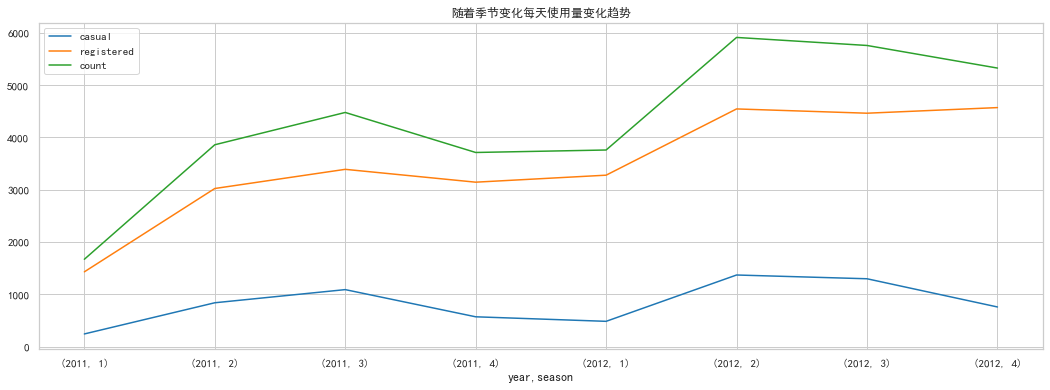 随着季节变化每天使用量变化趋势
casual
registered
count
6000
5000
4000
3000
2000
1000
0
(2011, 1) (2011, 2) (2011, 3) (2011, 4) (2012, 1) (2012, 2) (2012, 3) (2012, 4)
year,season